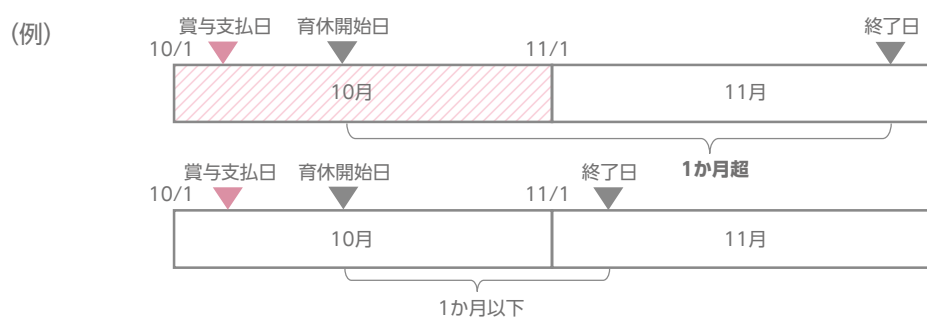 (例)
賞与支払日 育休開始日 終了日
10/1 11/1
10月 11月
1か月超
賞与支払日 育休開始日 終了日
10/1 11/1
10月 11月
1か月以下